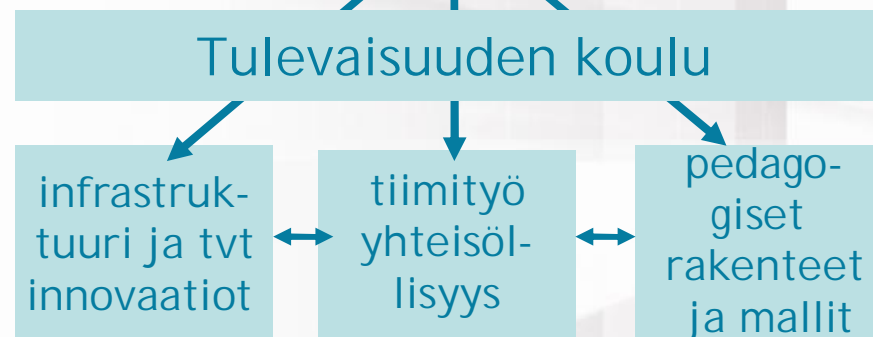 Tulevaisuuden koulu
infrastruk-
tuuri ja tvt
innovaatiot
tiimityö
yhteisöl-
lisyys
pedago-
giset
rakenteet
ja mallit